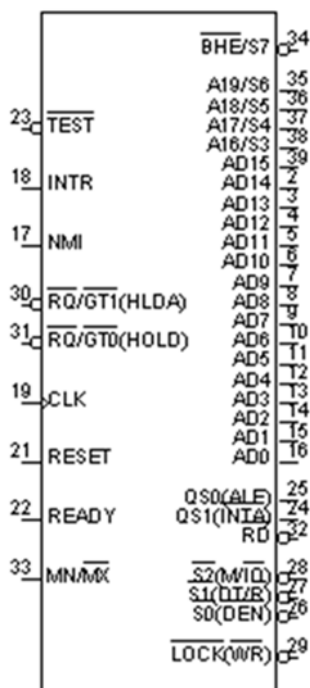 34
BHE/S7
A19/S6 35
A18/S5 36
23 TEST A17/S4 37
A16/S3 38
AD15 39
18 INTR AD14 2
AD13 3
AD12 4
17 NMI AD11 5
AD10 6
AD9 7
30 RQ/GT1(HLDA) AD8 8
AD7 9
31 RQ/GT0(HOLD) AD6 10
AD5 11
AD4 12
19 CLK AD3 13
AD2 14
AD1 15
21 RESET AD0 16
QS0(ALE) 25
22 READY QS1(INTA) 24
RD 32
33 MN/MX S2(M/IO) 28
S1(DT/R) 27
S0(DEN) 26
LOCK(WR) 29